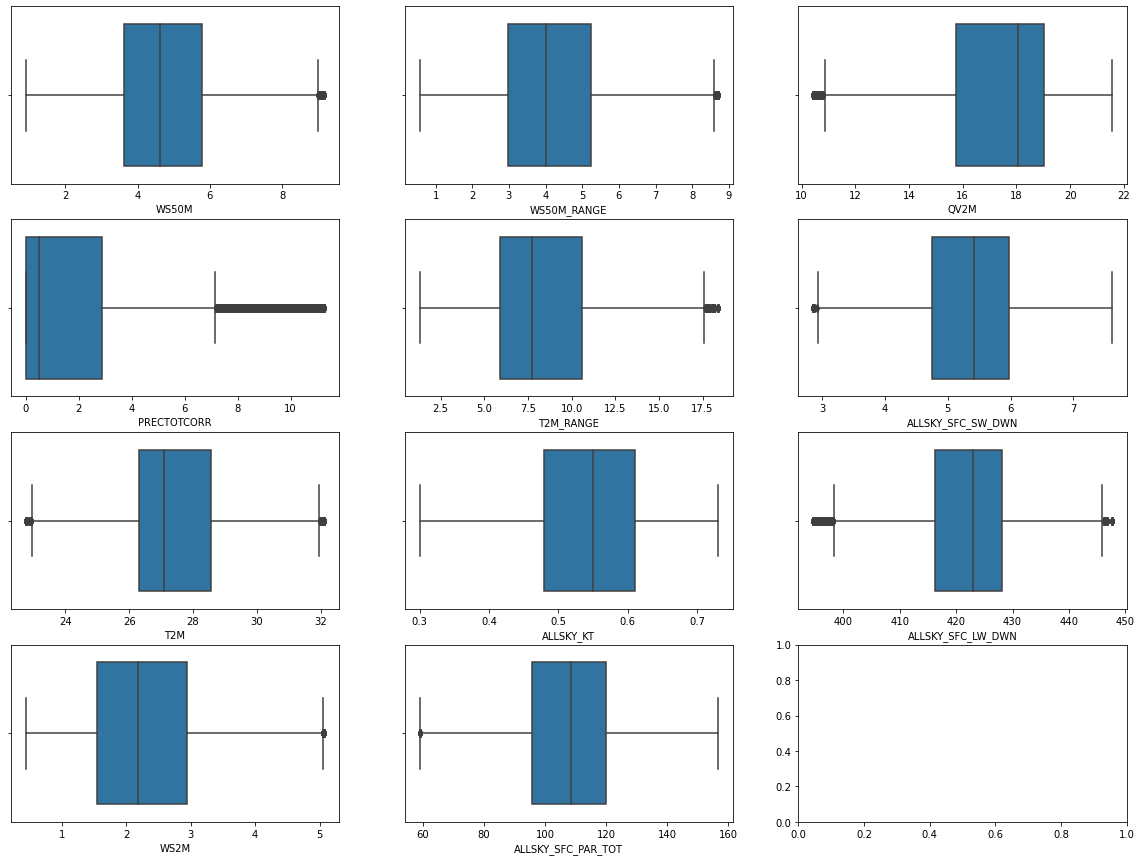 2 4 6 8
WS50M
1 2 3 4 5 6 7 8 9
WS50M_RANGE
10 12 14 16 18 20 22
QV2M
0 2 4 6 8 10
PRECTOTCORR
2.5 5.0 7.5 10.0 12.5 15.0 17.5
T2M_RANGE
3 4 5 6 7
ALLSKY_SFC_SW_DWN
24 26 28 30 32
T2M
0.3 0.4 0.5 0.6 0.7
ALLSKY_KT
400 410 420 430 440 450
ALLSKY_SFC_LW_DWN
1 2 3 4 5
WS2M
60 80 100 120 140 160
ALLSKY_SFC_PAR_TOT
1.0
0.8
0.6
0.4
0.2
0.0
0.0 0.2 0.4 0.6 0.8 1.0